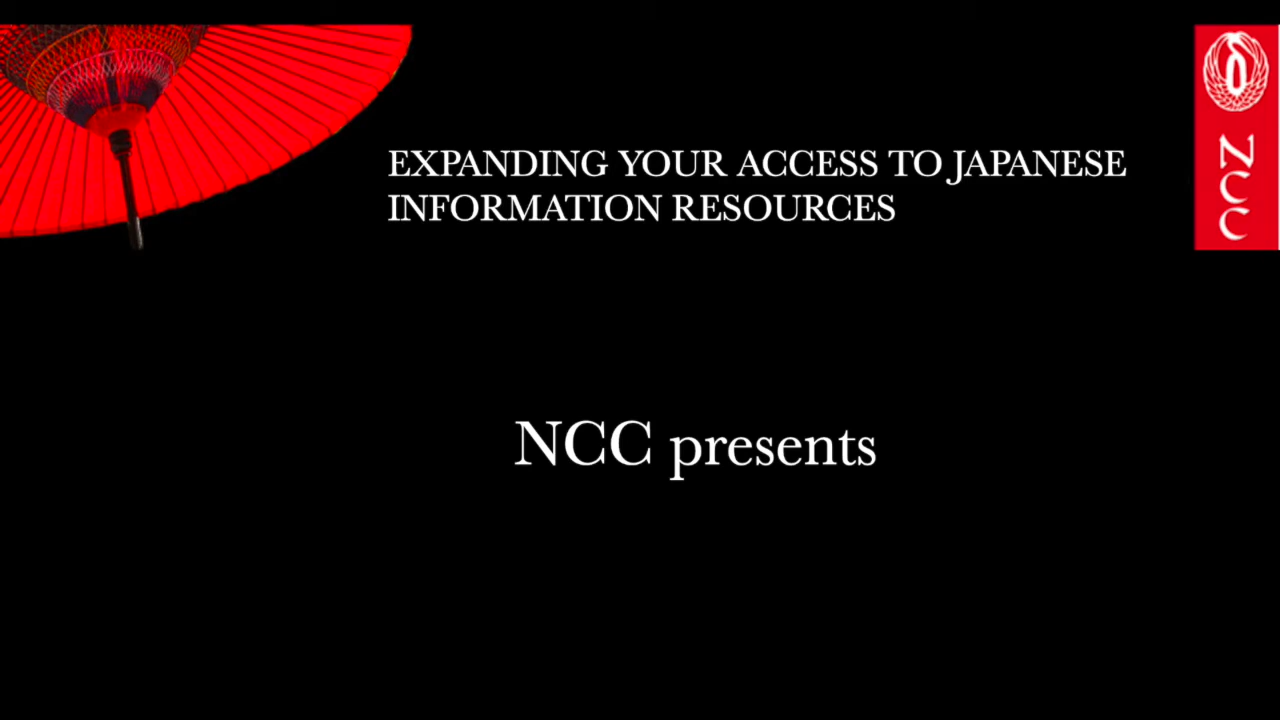 EXPANDING YOUR ACCESS TO JAPANESE
INFORMATION RESOURCES
NCC
NCC presents